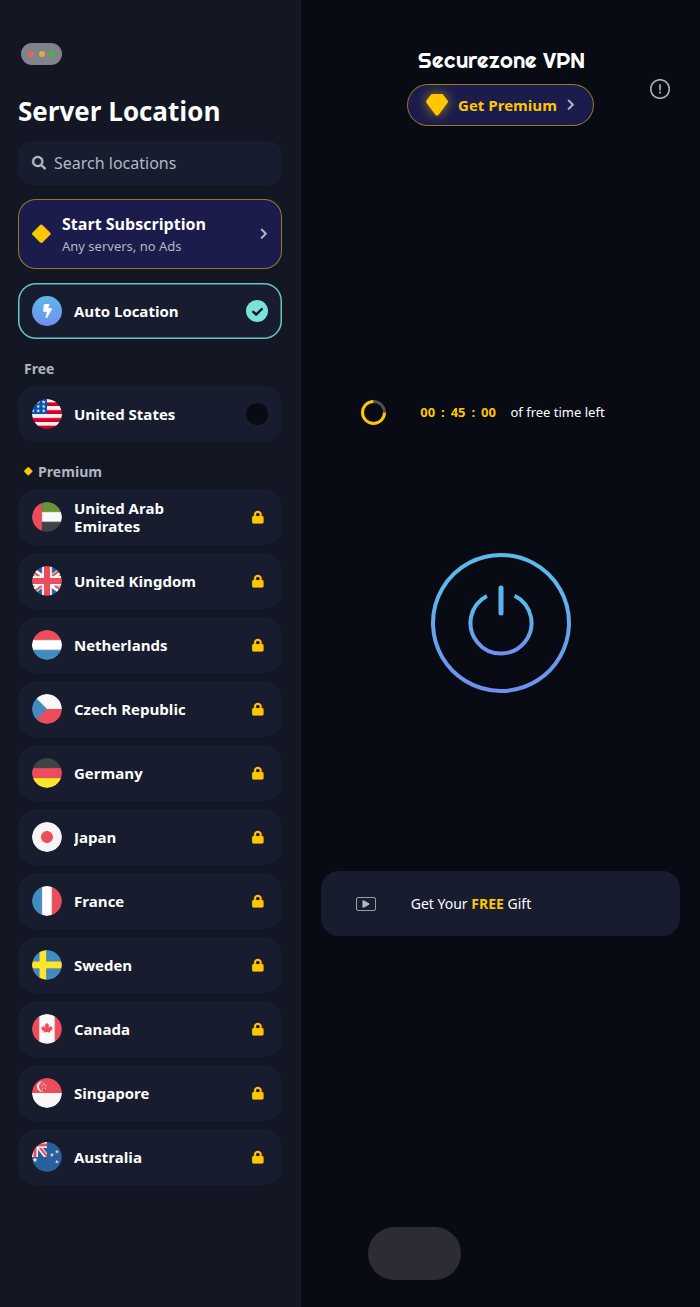 Server Location
Search locations
Start Subscription
Any servers, no Ads
Auto Location
Free
United States
Premium
United Arab
Emirates
United Kingdom
Netherlands
Czech Republic
Germany
Japan
France
Sweden
Canada
Singapore
Australia
Securezone VPN
Get Premium
00 : 45 : 00 of free time left
Get Your FREE Gift